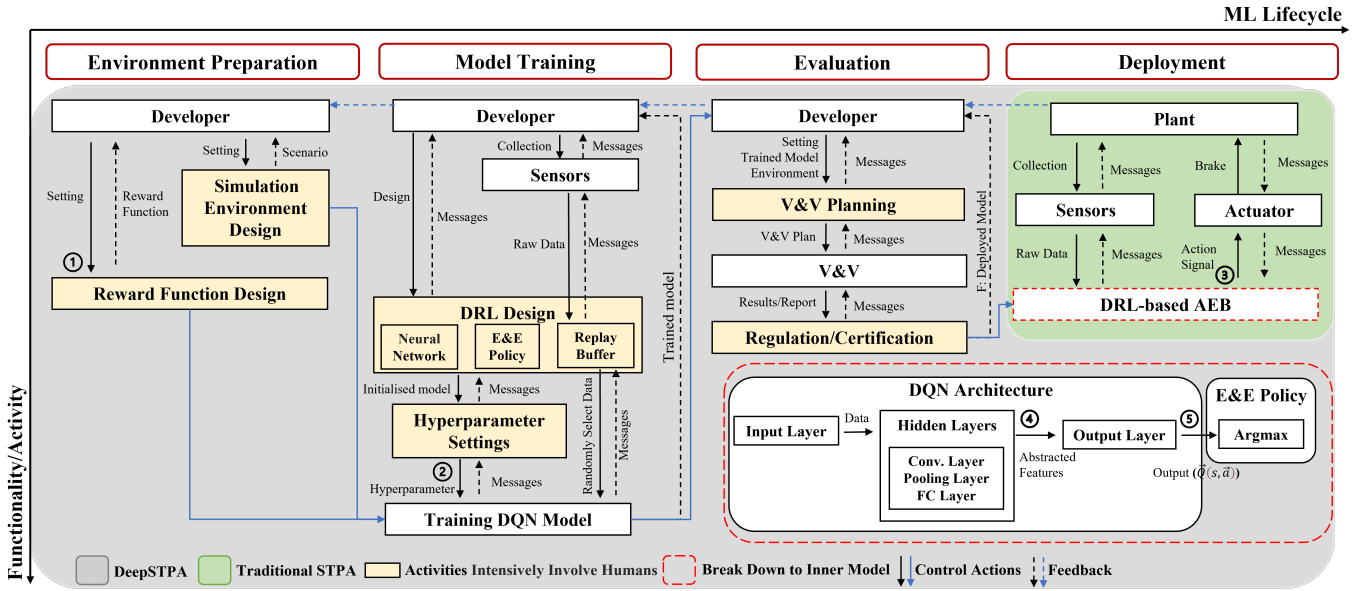 ML Lifecycle
Functionality/Activity
Environment Preparation
Model Training
Evaluation
Deployment
Developer
Setting
Scenario
Setting
Reward
Function
Simulation
Environment
Design
①
Reward Function Design
Developer
Collection
Messages
Sensors
Design
Messages
Raw Data
Messages
DRL Design
Neural
Network
E&E
Policy
Replay
Buffer
Initialised model
Messages
Hyperparameter
Settings
②
Hyperparameter
Messages
Randomly Select Data
Messages
Training DQN Model
Trained model
Developer
Setting
Trained Model
Environment
Messages
V&V Planning
V&V Plan
Messages
V&V
Results/Report
Messages
Regulation/Certification
F: Deployed Model
Plant
Collection
Messages
Brake
Messages
Sensors
Actuator
Raw Data
Messages
Action
Signal
③
Messages
DRL-based AEB
DQN Architecture
Input Layer
Data
Hidden Layers
Conv. Layer
Pooling Layer
FC Layer
④
Abstracted
Features
Output Layer
⑤
Output (Q⃗(s,a⃗))
E&E Policy
Argmax
DeepSTPA
Traditional STPA
Activities Intensively Involve Humans
Break Down to Inner Model
Control Actions
Feedback